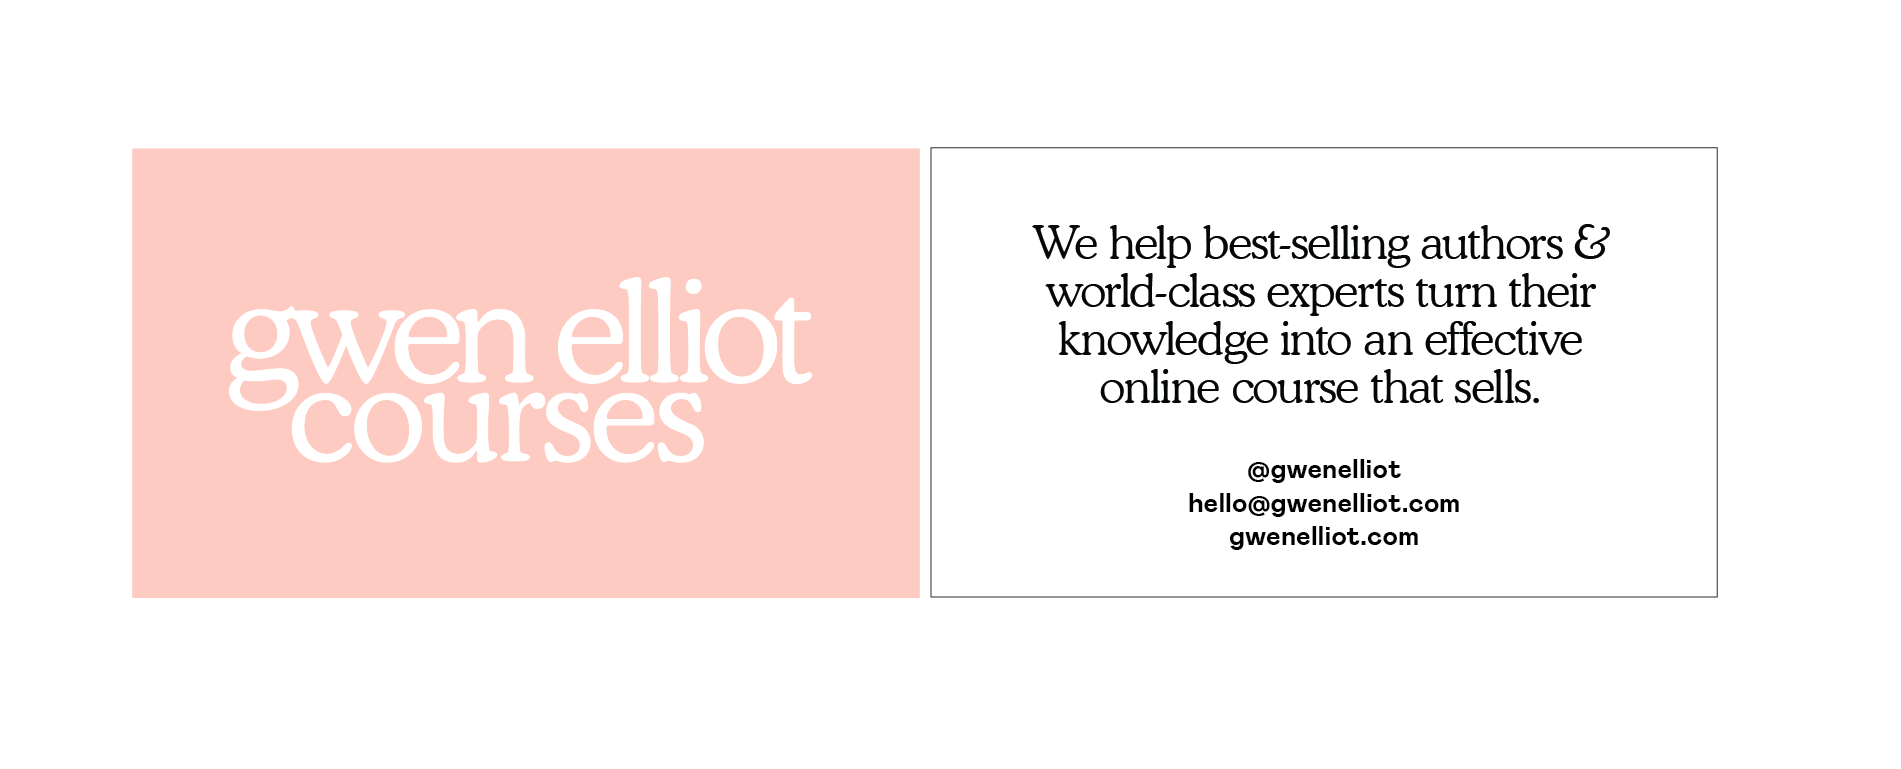 gwen elliot
courses
We help best-selling authors &
world-class experts turn their
knowledge into an effective
online course that sells.
@gwenelliot
hello@gwenelliot.com
gwenelliot.com